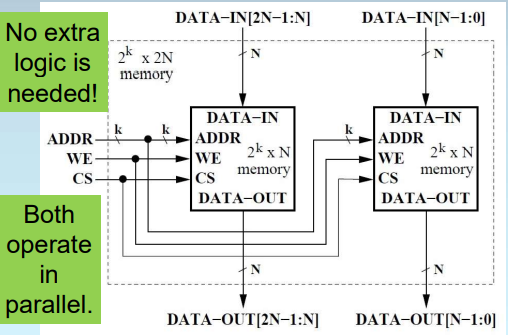 No extra
logic is
needed!
DATA–IN[2N–1:N]
DATA–IN[N–1:0]
N
N
2^k x 2N
memory
DATA–IN
DATA–IN
k
k
k
ADDR
ADDR
ADDR
WE
WE
2^k x N
memory
WE
2^k x N
memory
CS
CS
CS
DATA–OUT
DATA–OUT
Both
operate
in
parallel.
N
N
DATA–OUT[2N–1:N]
DATA–OUT[N–1:0]